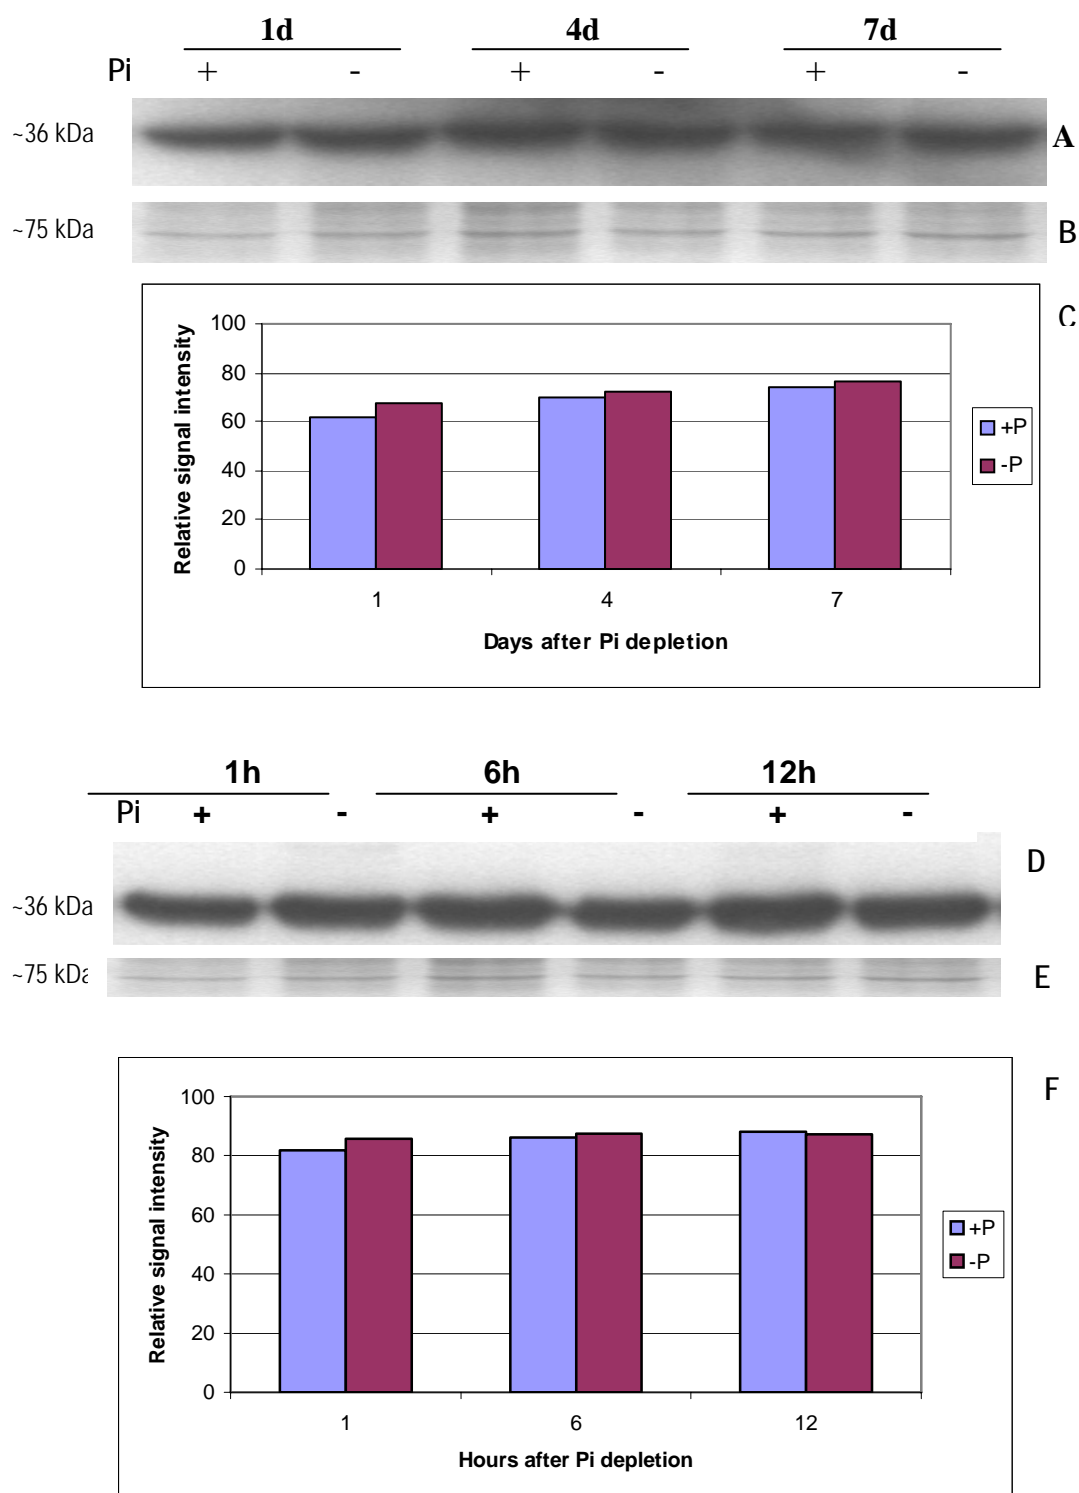 1d 4d 7d
Pi + - + - + -
~36 kDa A
~75 kDa B
C
100
80
60
40
20
0
Relative signal intensity
1 4 7
Days after Pi depletion
+P
-P
1h 6h 12h
Pi + - + - + -
D
~36 kDa
~75 kDa
E
F
100
80
60
40
20
0
Relative signal intensity
1 6 12
Hours after Pi depletion
+P
-P